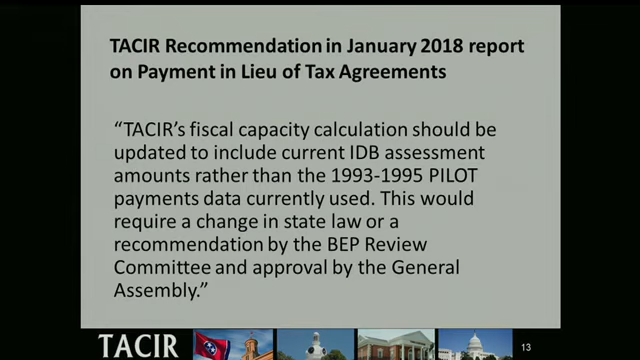 TACIR Recommendation in January 2018 report
on Payment in Lieu of Tax Agreements
“TACIR’s fiscal capacity calculation should be
updated to include current IDB assessment
amounts rather than the 1993-1995 PILOT
payments data currently used. This would
require a change in state law or a
recommendation by the BEP Review
Committee and approval by the General
Assembly.”
TACIR
13